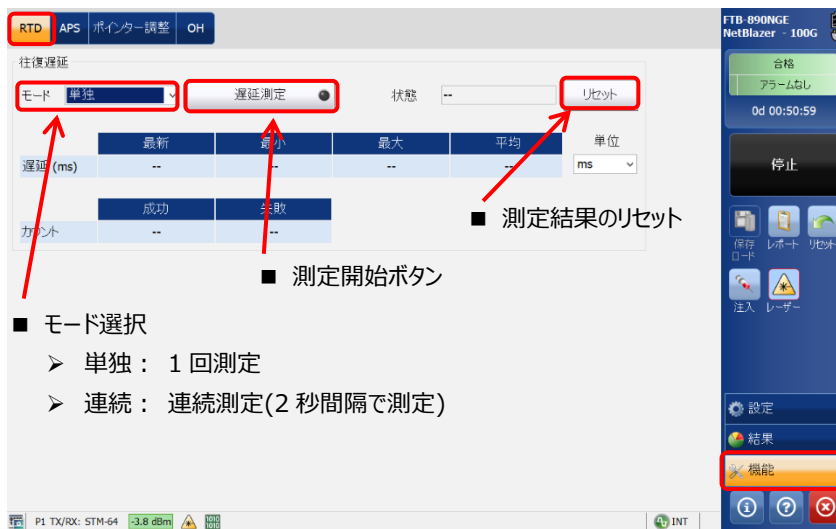 RTD APS ポインター調整 OH
往復遅延
モード 単独 遅延測定 状態 -- リセット
最新 最小 最大 平均 単位
遅延 (ms) -- -- -- -- ms
成功 失敗
カウント -- --
■ 測定結果のリセット
■ 測定開始ボタン
■ モード選択
➢ 単独： 1 回測定
➢ 連続： 連続測定(2 秒間隔で測定)
P1 TX/RX: STM-64 -3.8 dBm 1010 1010 INT
FTB-890NGE
NetBlazer - 100G
合格
アラームなし
0d 00:50:59
停止
保存 レポート リセット
ロード
注入 レーザー
設定
結果
機能